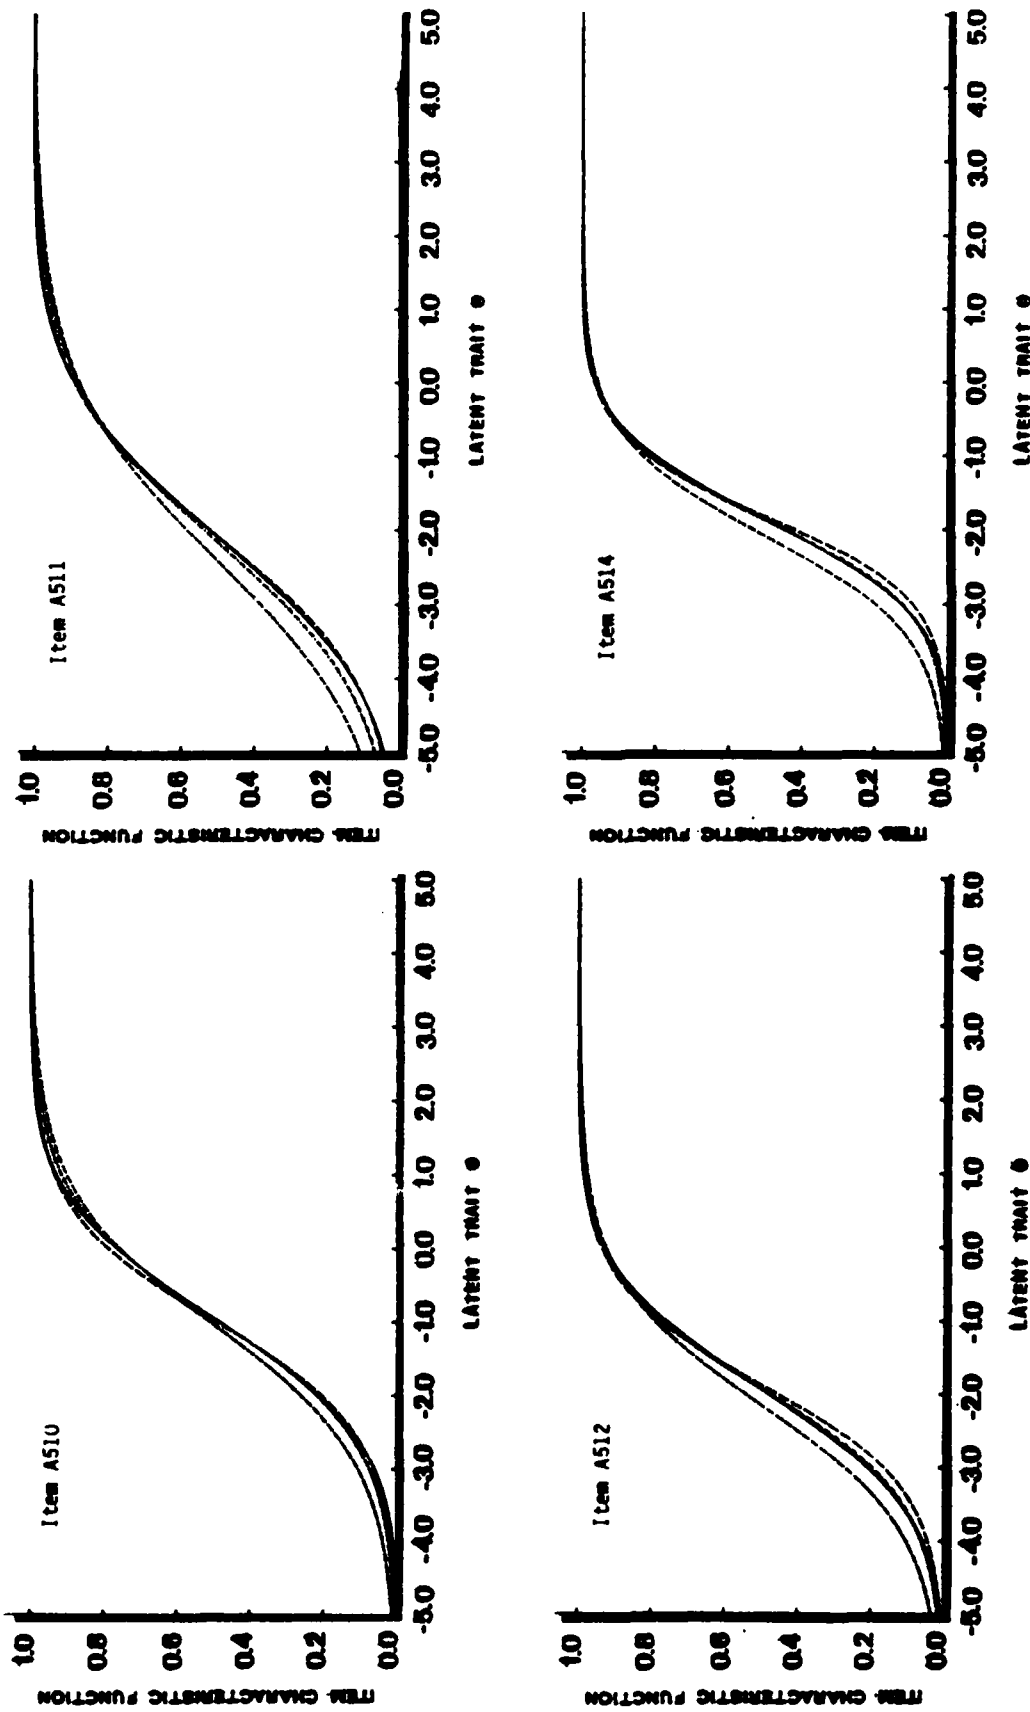 Item A510
ITEM CHARACTERISTIC FUNCTION
1.0
0.8
0.6
0.4
0.2
0.0
-5.0 -4.0 -3.0 -2.0 -1.0 0.0 1.0 2.0 3.0 4.0 5.0
LATENT TRAIT θ
Item A511
ITEM CHARACTERISTIC FUNCTION
1.0
0.8
0.6
0.4
0.2
0.0
-5.0 -4.0 -3.0 -2.0 -1.0 0.0 1.0 2.0 3.0 4.0 5.0
LATENT TRAIT θ
Item A512
ITEM CHARACTERISTIC FUNCTION
1.0
0.8
0.6
0.4
0.2
0.0
-5.0 -4.0 -3.0 -2.0 -1.0 0.0 1.0 2.0 3.0 4.0 5.0
LATENT TRAIT θ
Item A514
ITEM CHARACTERISTIC FUNCTION
1.0
0.8
0.6
0.4
0.2
0.0
-5.0 -4.0 -3.0 -2.0 -1.0 0.0 1.0 2.0 3.0 4.0 5.0
LATENT TRAIT θ